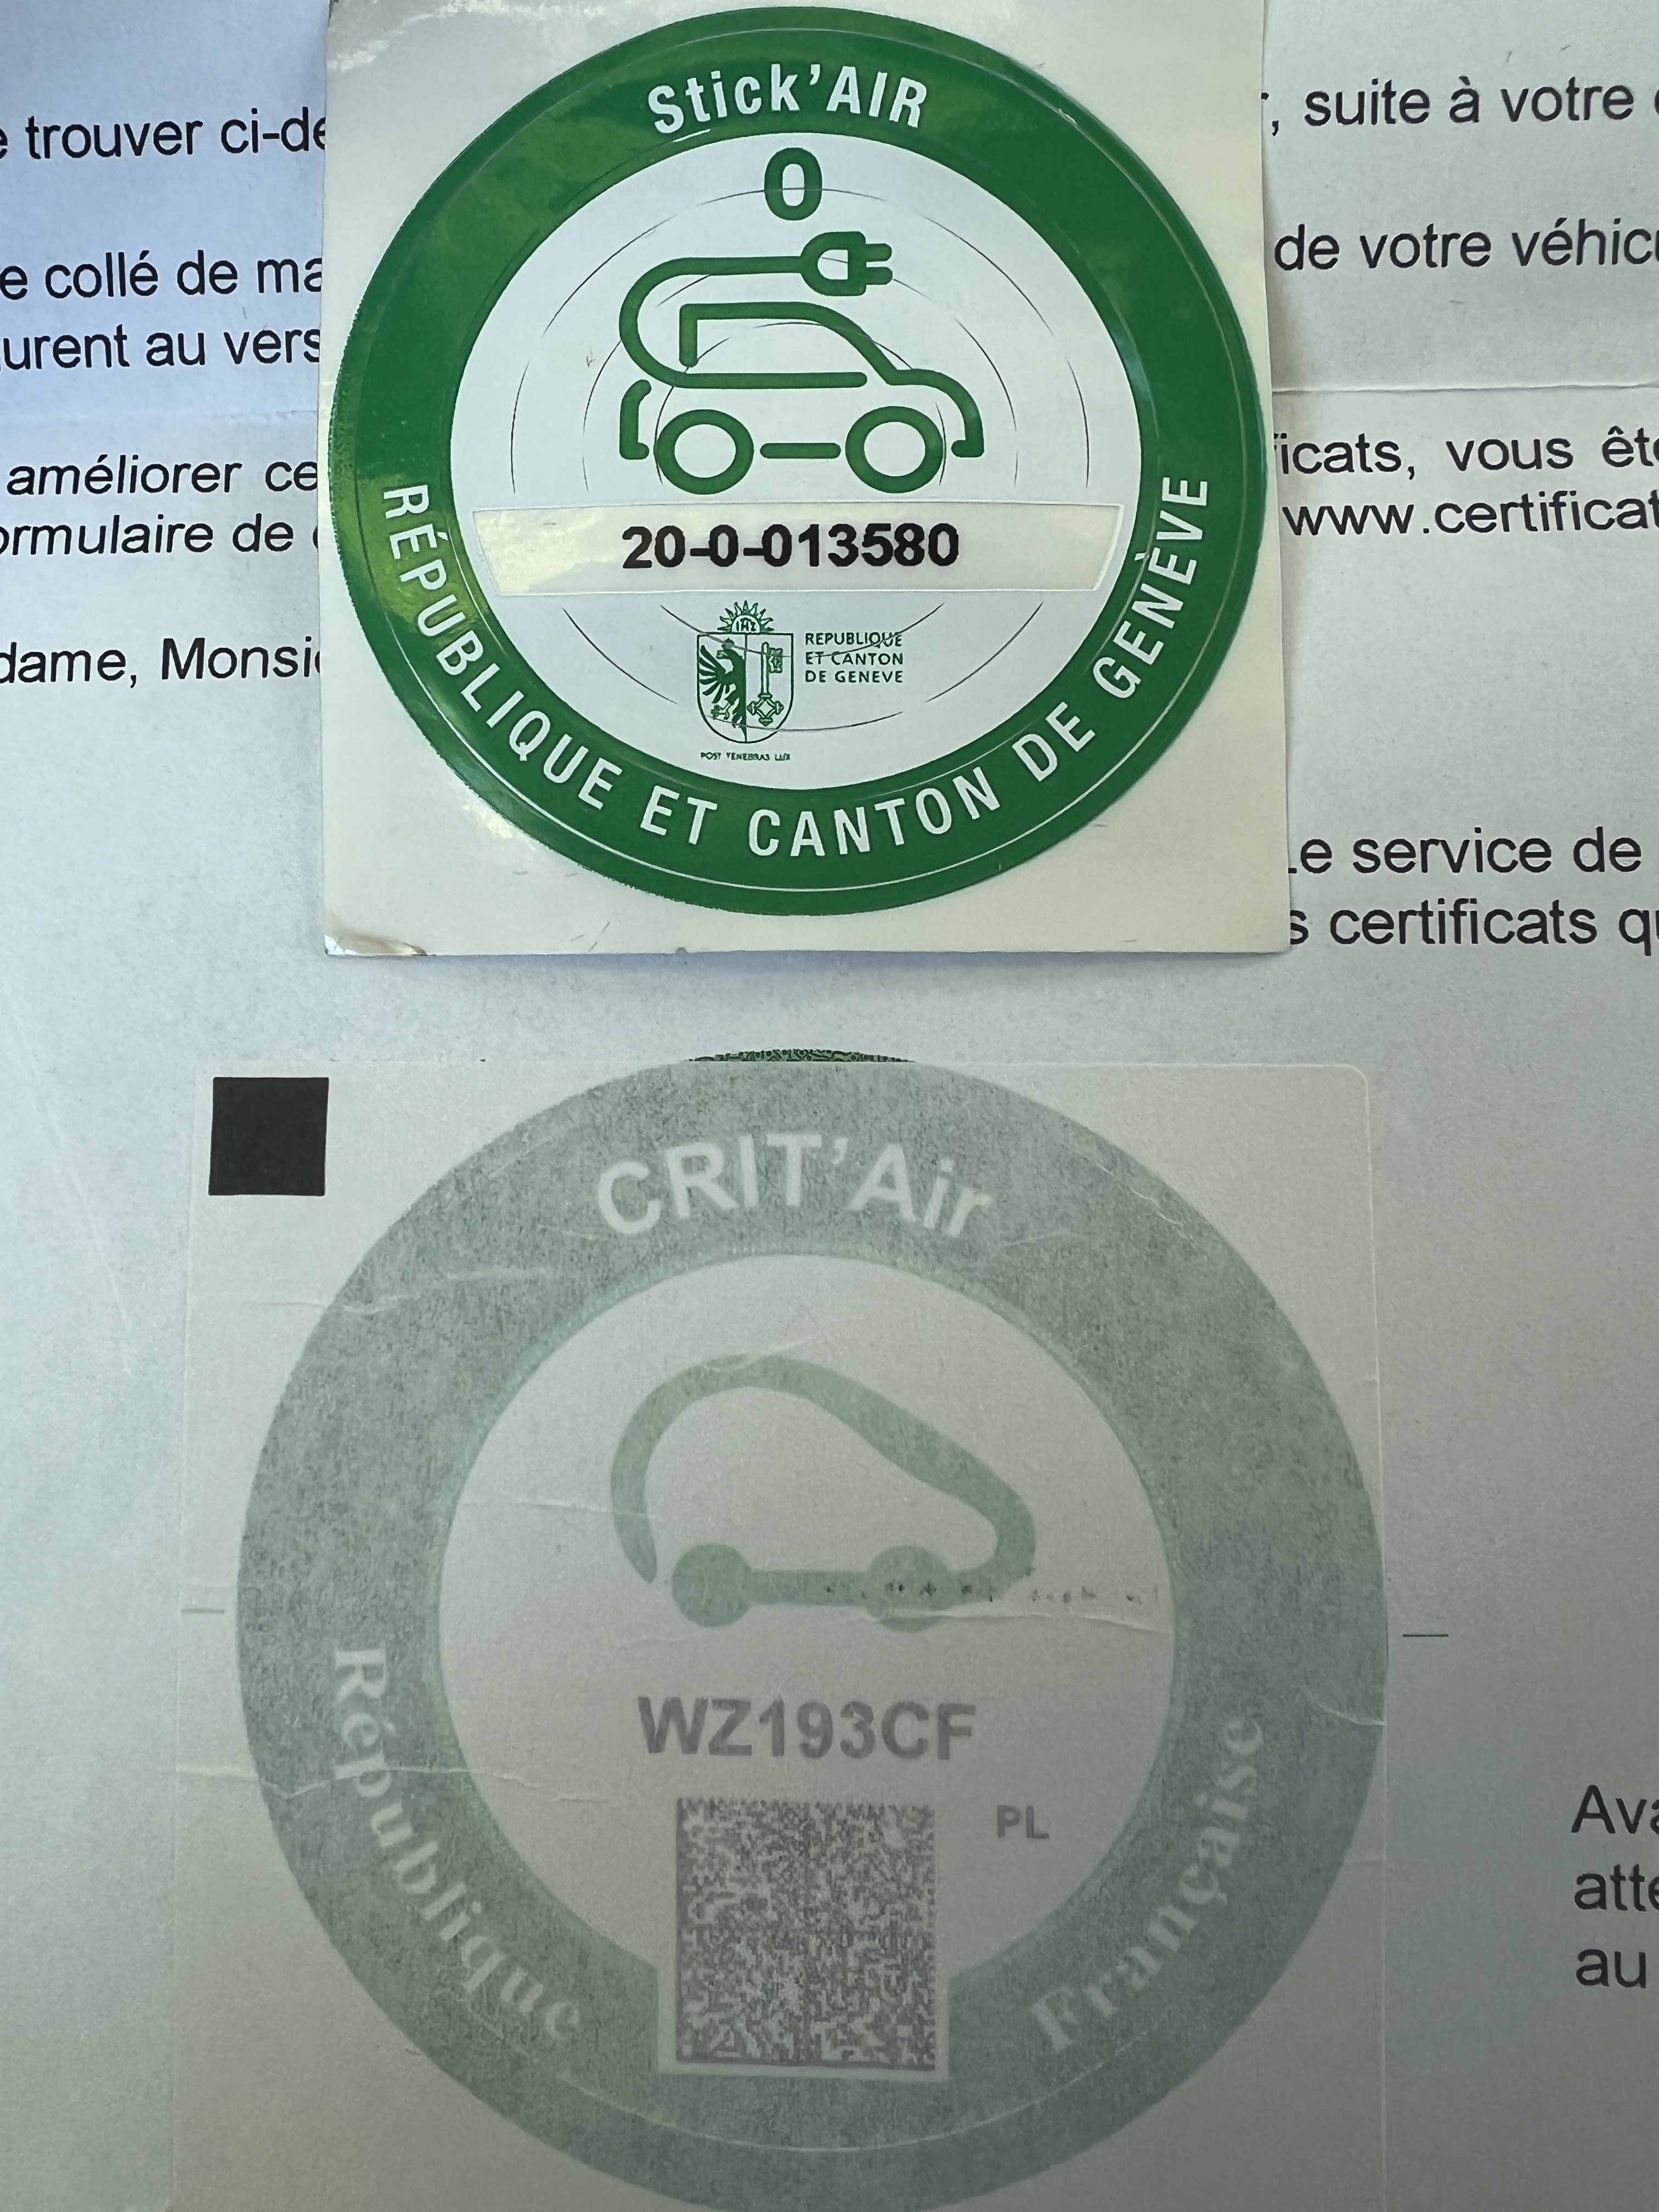 Stick'AIR
0
20-0-013580
REPUBLIQUE
ET CANTON
DE GENEVE
POST TENEBRAS LUX
RÉPUBLIQUE ET CANTON DE GENÈVE
trouver ci-de
, suite à votre
e collé de ma
de votre véhicu
urent au vers
améliorer ce
ficats, vous ête
ormulaire de
www.certificat
dame, Monsi
Le service de
s certificats qu
CRIT'Air
WZ193CF
PL
République
Française
Ava
atte
au